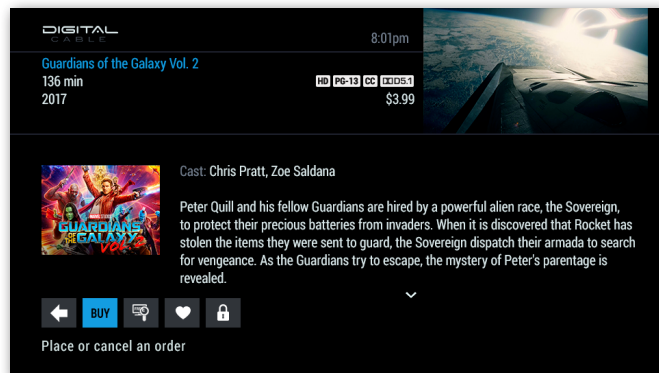 DIGITAL
CABLE
8:01pm
Guardians of the Galaxy Vol. 2
136 min
HD PG-13 CC DD5.1
2017
$3.99
Cast: Chris Pratt, Zoe Saldana
Peter Quill and his fellow Guardians are hired by a powerful alien race, the Sovereign,
to protect their precious batteries from invaders. When it is discovered that Rocket has
stolen the items they were sent to guard, the Sovereign dispatch their armada to search
for vengeance. As the Guardians try to escape, the mystery of Peter's parentage is
revealed.
MARVEL STUDIOS
GUARDIANS
OF THE GALAXY
VOL. 2
BUY
Place or cancel an order